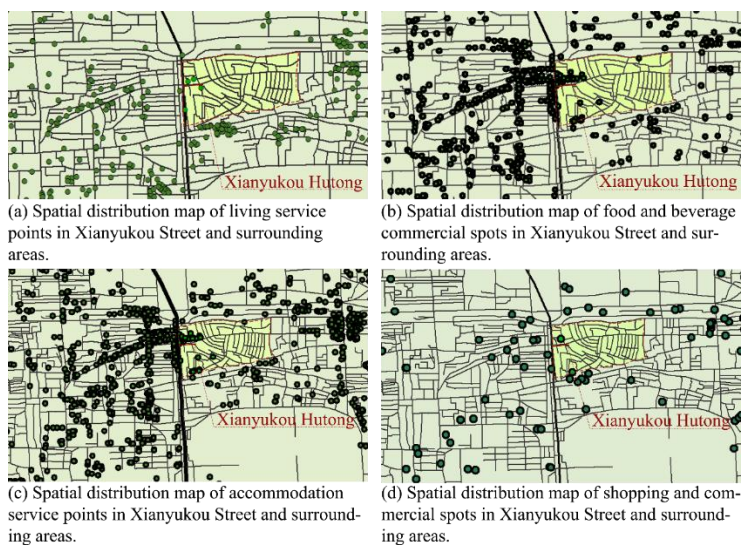 Xianyukou Hutong
Xianyukou Hutong
(a) Spatial distribution map of living service
points in Xianyukou Street and surrounding
areas.
(b) Spatial distribution map of food and beverage
commercial spots in Xianyukou Street and sur-
rounding areas.
Xianyukou Hutong
Xianyukou Hutong
(c) Spatial distribution map of accommodation
service points in Xianyukou Street and surround-
ing areas.
(d) Spatial distribution map of shopping and com-
mercial spots in Xianyukou Street and surround-
ing areas.